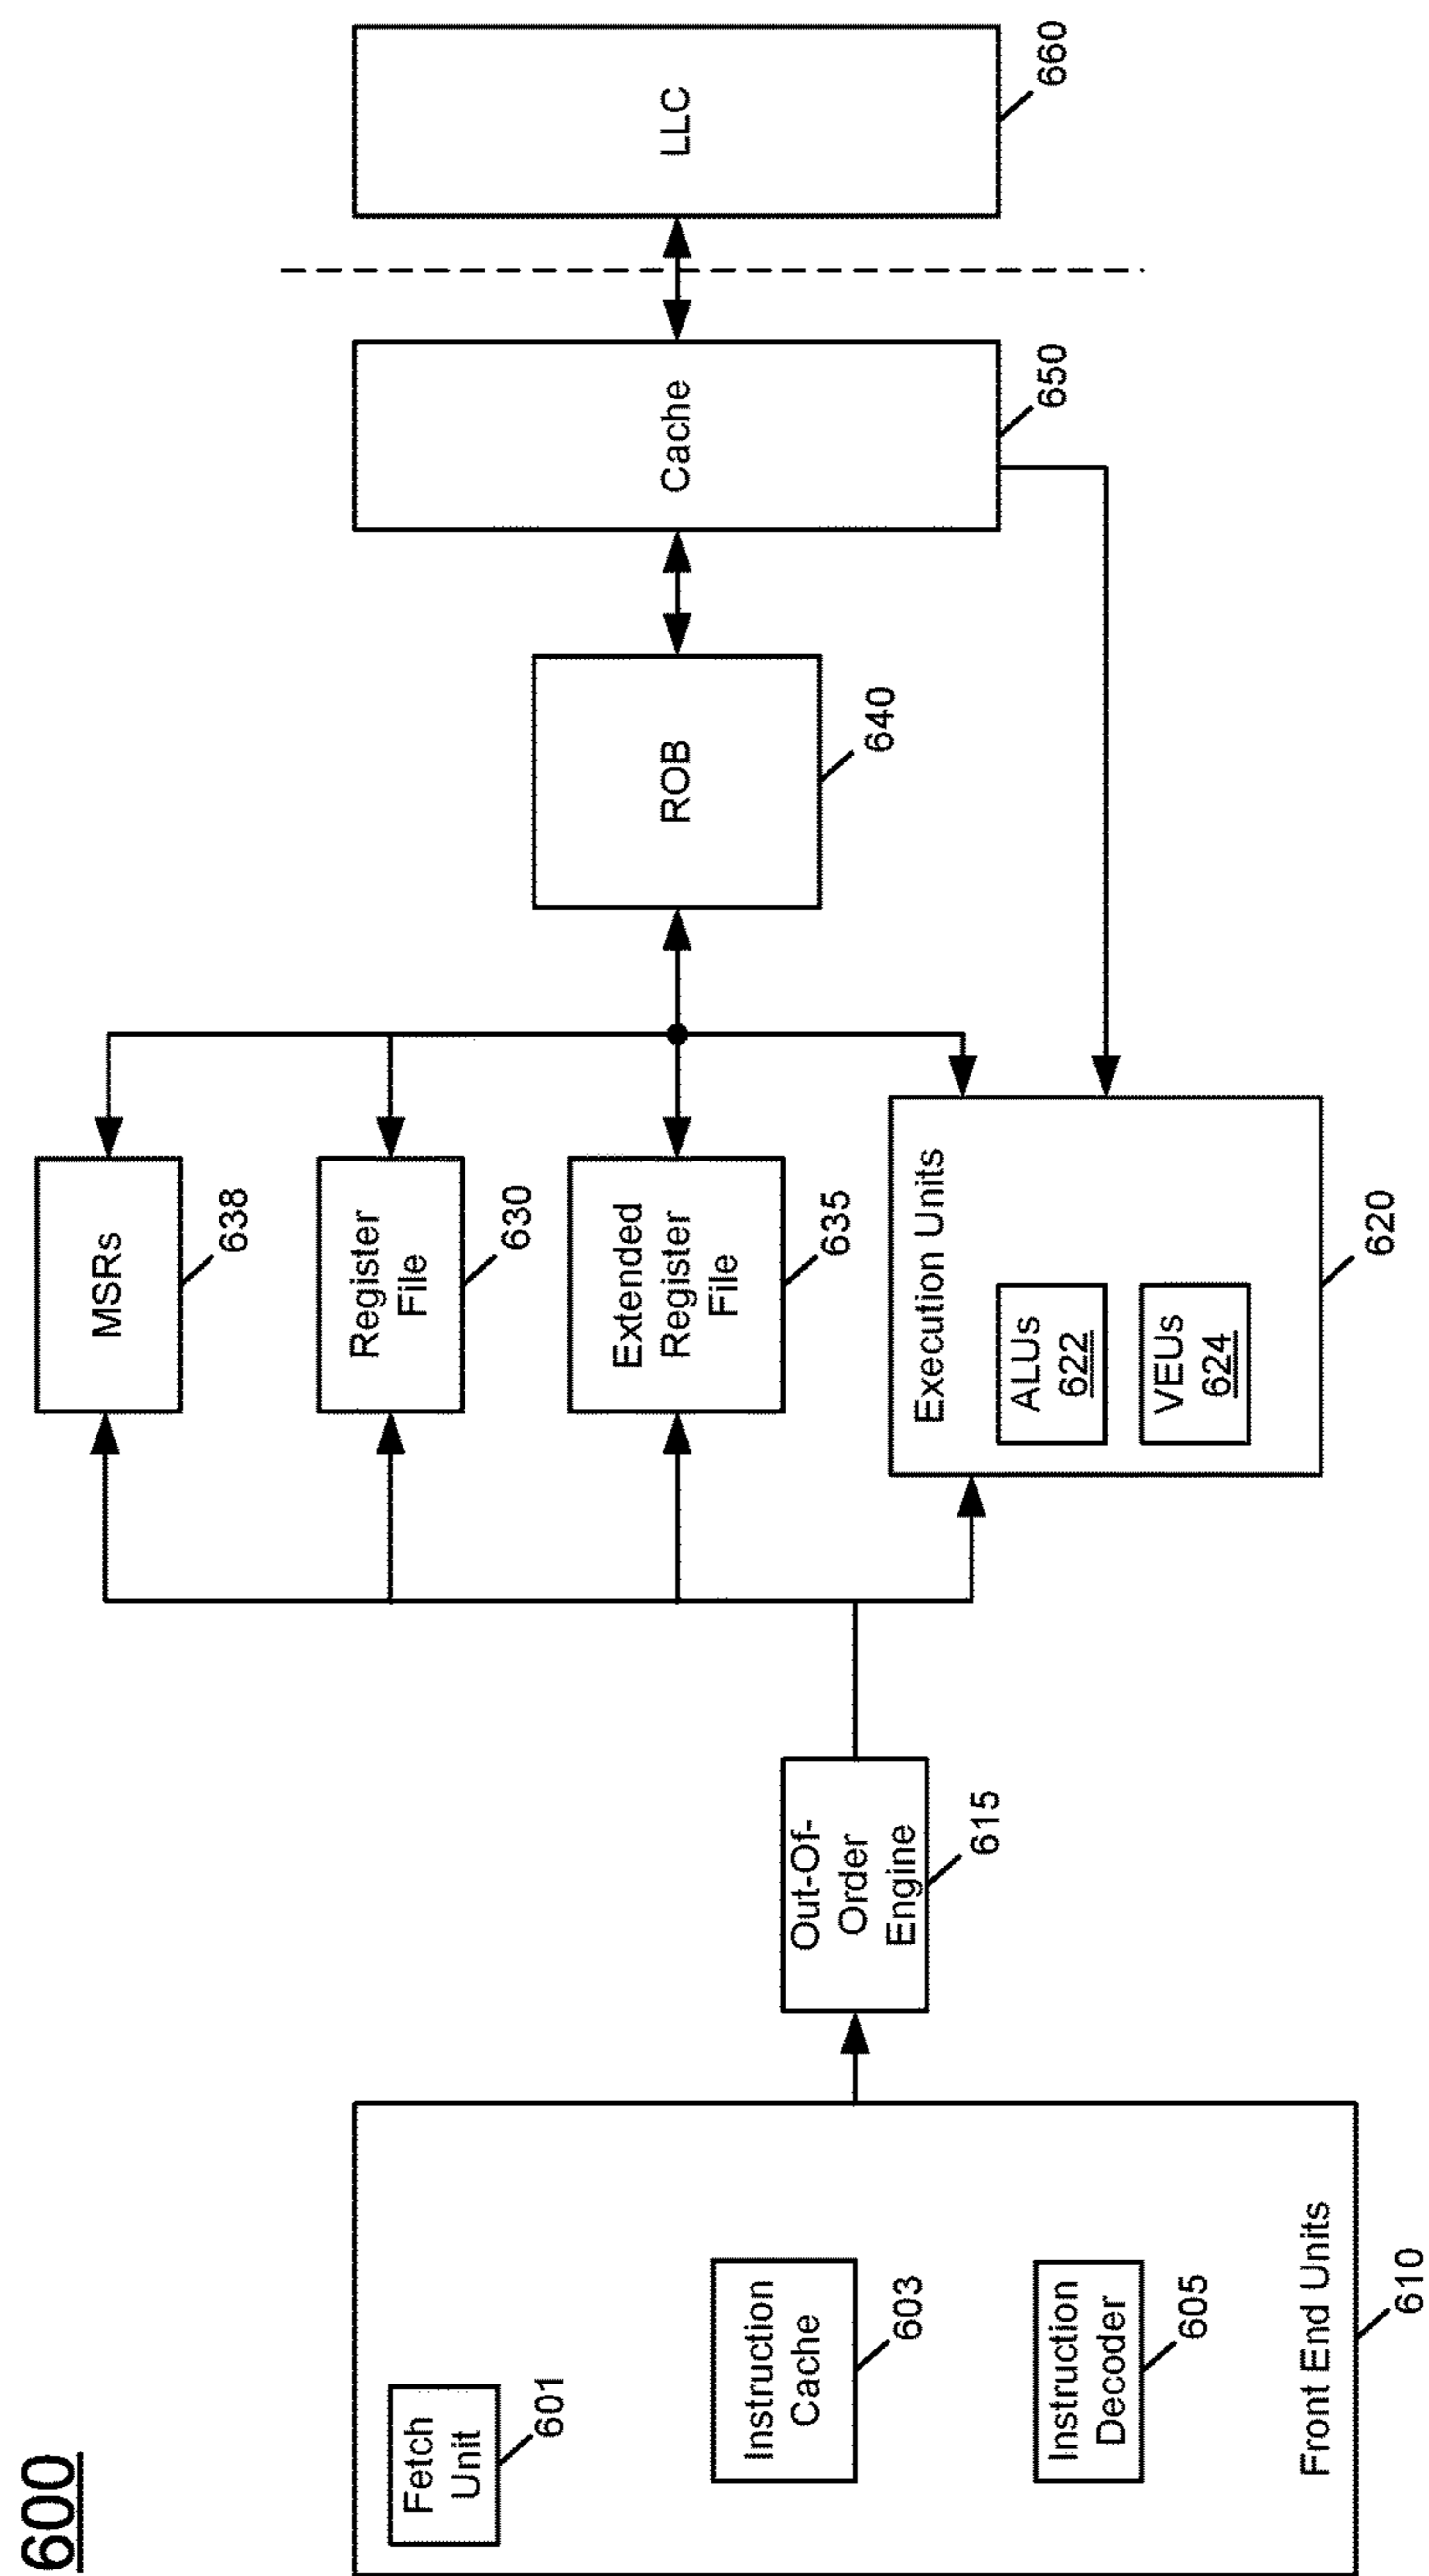 600
Fetch
Unit
601
Instruction
Cache
603
Instruction
Decoder
605
Front End Units
610
Out-Of-
Order
Engine
615
MSRs
638
Register
File
630
Extended
Register
File
635
Execution Units
ALUs
622
VEUs
624
620
ROB
640
Cache
650
LLC
660